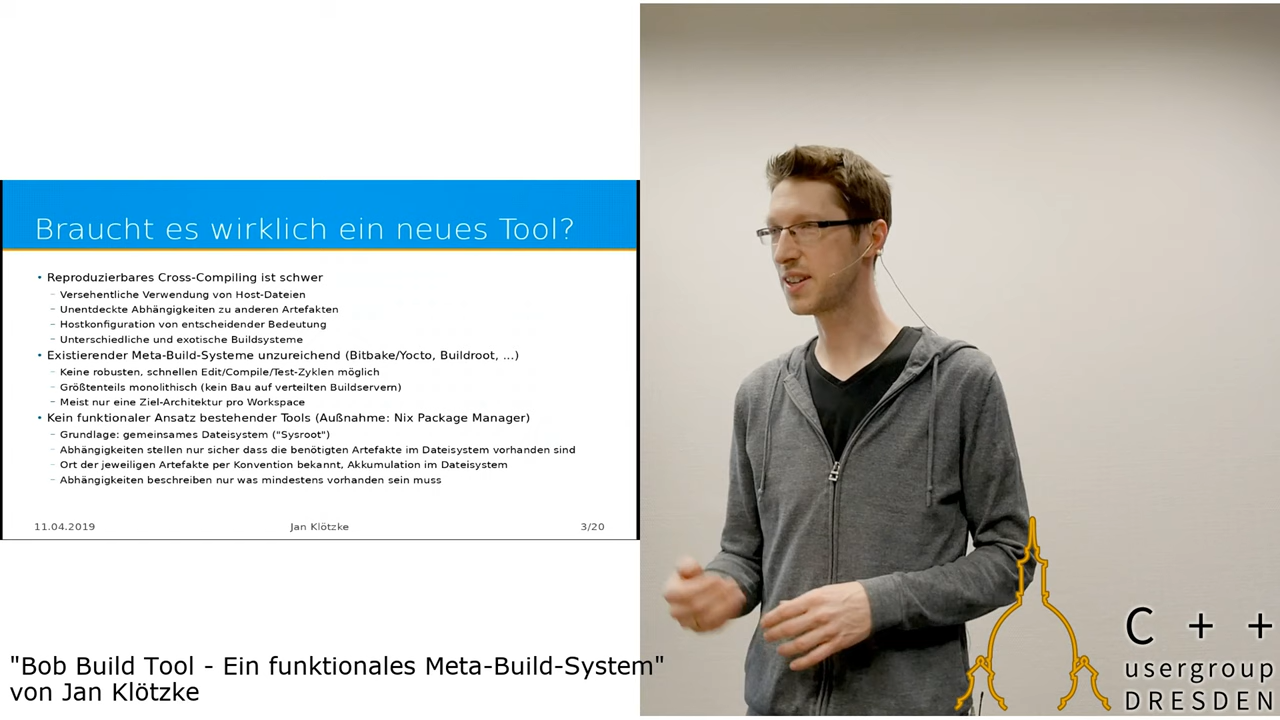 Braucht es wirklich ein neues Tool?
• Reproduzierbares Cross-Compiling ist schwer
– Versehentliche Verwendung von Host-Dateien
– Unentdeckte Abhängigkeiten zu anderen Artefakten
– Hostkonfiguration von entscheidender Bedeutung
– Unterschiedliche und exotische Buildsysteme
• Existierender Meta-Build-Systeme unzureichend (Bitbake/Yocto, Buildroot, ...)
– Keine robusten, schnellen Edit/Compile/Test-Zyklen möglich
– Größtenteils monolithisch (kein Bau auf verteilten Buildservern)
– Meist nur eine Ziel-Architektur pro Workspace
• Kein funktionaler Ansatz bestehender Tools (Außnahme: Nix Package Manager)
– Grundlage: gemeinsames Dateisystem ("Sysroot")
– Abhängigkeiten stellen nur sicher dass die benötigten Artefakte im Dateisystem vorhanden sind
– Ort der jeweiligen Artefakte per Konvention bekannt, Akkumulation im Dateisystem
– Abhängigkeiten beschreiben nur was mindestens vorhanden sein muss
11.04.2019 Jan Klötzke 3/20
"Bob Build Tool - Ein funktionales Meta-Build-System"
von Jan Klötzke
C + +
usergroup
DRESDEN